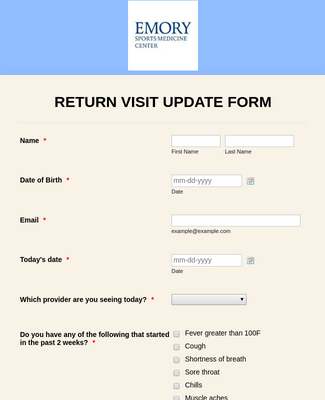 EMORY
SPORTS MEDICINE
CENTER
RETURN VISIT UPDATE FORM
Name *
First Name Last Name
Date of Birth * mm-dd-yyyy
Date
Email *
example@example.com
Today's date * mm-dd-yyyy
Date
Which provider are you seeing today? *
Do you have any of the following that started
in the past 2 weeks? *
Fever greater than 100F
Cough
Shortness of breath
Sore throat
Chills
Muscle aches